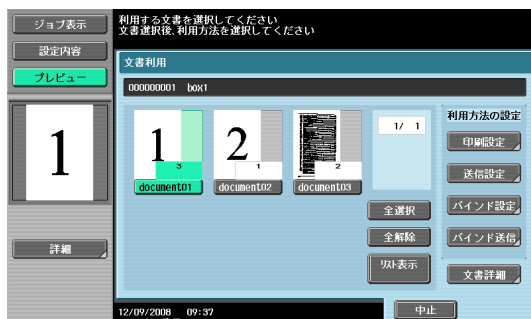 ジョブ表示
設定内容
プレビュー
1
詳細
利用する文書を選択してください
文書選択後、利用方法を選択してください
文書利用
000000001 box1
1
3
document01
2
1
document02
2
document03
1/ 1
全選択
全解除
リスト表示
利用方法の設定
印刷設定
送信設定
バインド設定
バインド送信
文書詳細
12/09/2008 09:37
中止